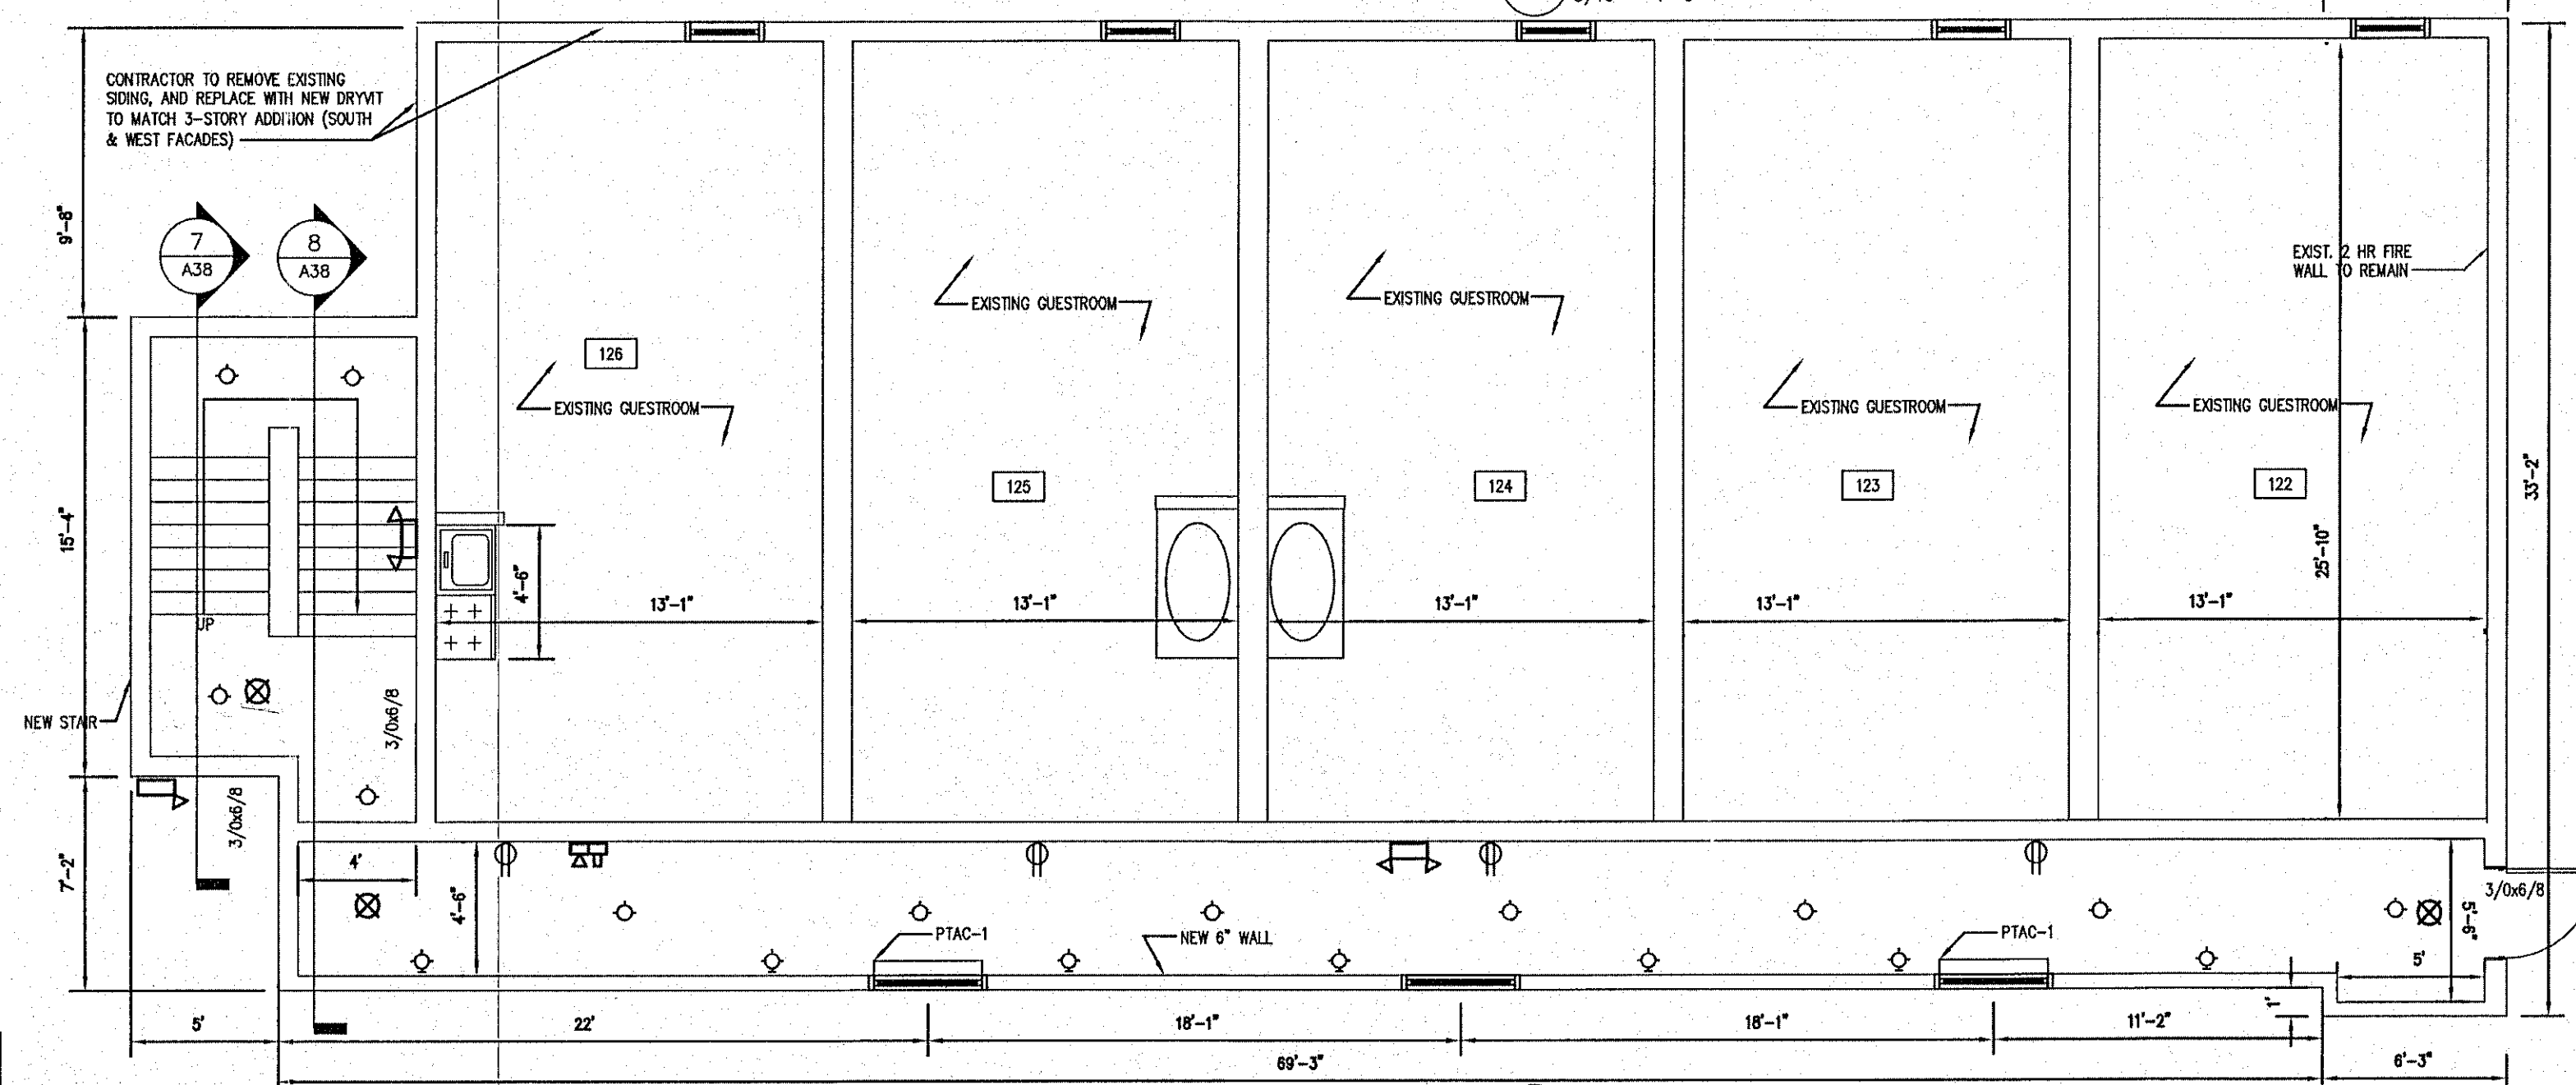 CONTRACTOR TO REMOVE EXISTING
SIDING, AND REPLACE WITH NEW DRYVIT
TO MATCH 3-STORY ADDITION (SOUTH
& WEST FACADES)
9'-8"
7
A38
8
A38
EXIST. 2 HR FIRE
WALL TO REMAIN
EXISTING GUESTROOM
EXISTING GUESTROOM
126
EXISTING GUESTROOM
EXISTING GUESTROOM
EXISTING GUESTROOM
125
124
123
122
33'-2"
15'-4"
25'-10"
4'-6"
13'-1"
13'-1"
13'-1"
13'-1"
13'-1"
UP
NEW STAIR
3/0x6/8
3/0x6/8
7'-2"
4'
4'-6"
PTAC-1
NEW 6" WALL
PTAC-1
3/0x6/8
5'-6"
5'
1"
5'
22'
18'-1"
18'-1"
11'-2"
69'-3"
6'-3"